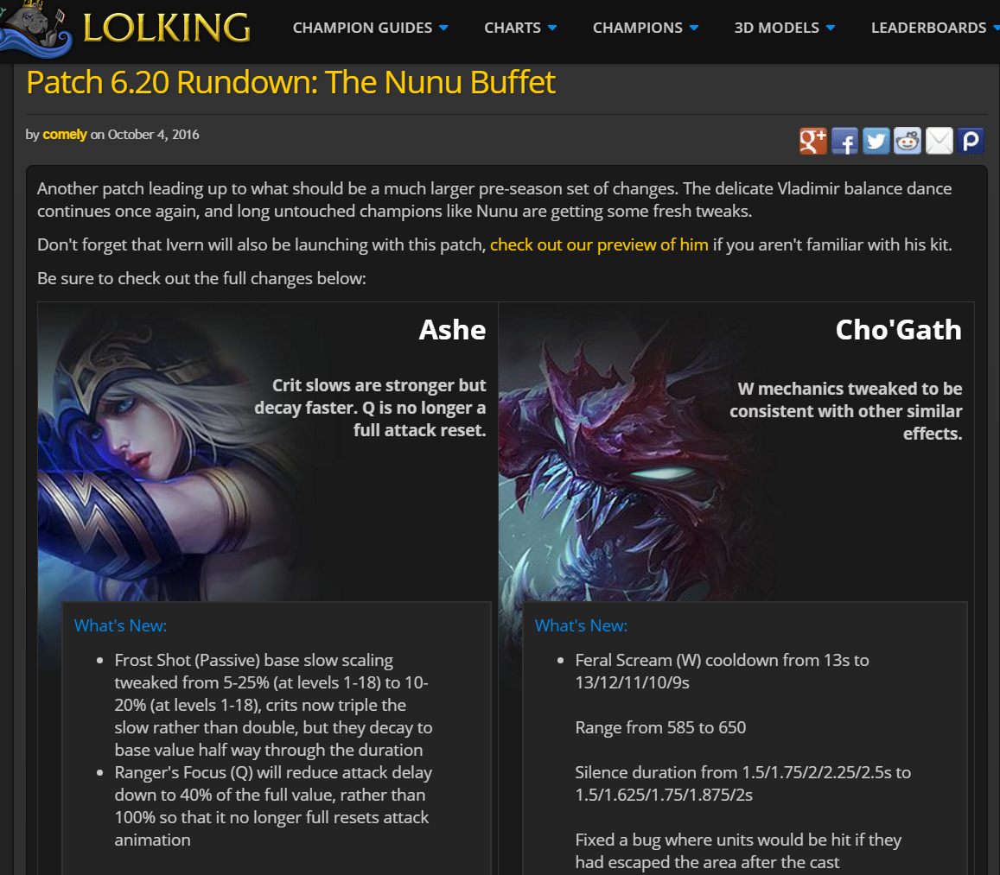 LOLKING
CHAMPION GUIDES
CHARTS
CHAMPIONS
3D MODELS
LEADERBOARDS
Patch 6.20 Rundown: The Nunu Buffet
by comely on October 4, 2016
Another patch leading up to what should be a much larger pre-season set of changes. The delicate Vladimir balance dance
continues once again, and long untouched champions like Nunu are getting some fresh tweaks.
Don't forget that Ivern will also be launching with this patch, check out our preview of him if you aren't familiar with his kit.
Be sure to check out the full changes below:
Ashe
Crit slows are stronger but
decay faster. Q is no longer a
full attack reset.
What's New:
Frost Shot (Passive) base slow scaling
tweaked from 5-25% (at levels 1-18) to 10-
20% (at levels 1-18), crits now triple the
slow rather than double, but they decay to
base value half way through the duration
Ranger's Focus (Q) will reduce attack delay
down to 40% of the full value, rather than
100% so that it no longer full resets attack
animation
Cho'Gath
W mechanics tweaked to be
consistent with other similar
effects.
What's New:
Feral Scream (W) cooldown from 13s to
13/12/11/10/9s
Range from 585 to 650
Silence duration from 1.5/1.75/2/2.25/2.5s to
1.5/1.625/1.75/1.875/2s
Fixed a bug where units would be hit if they
had escaped the area after the cast